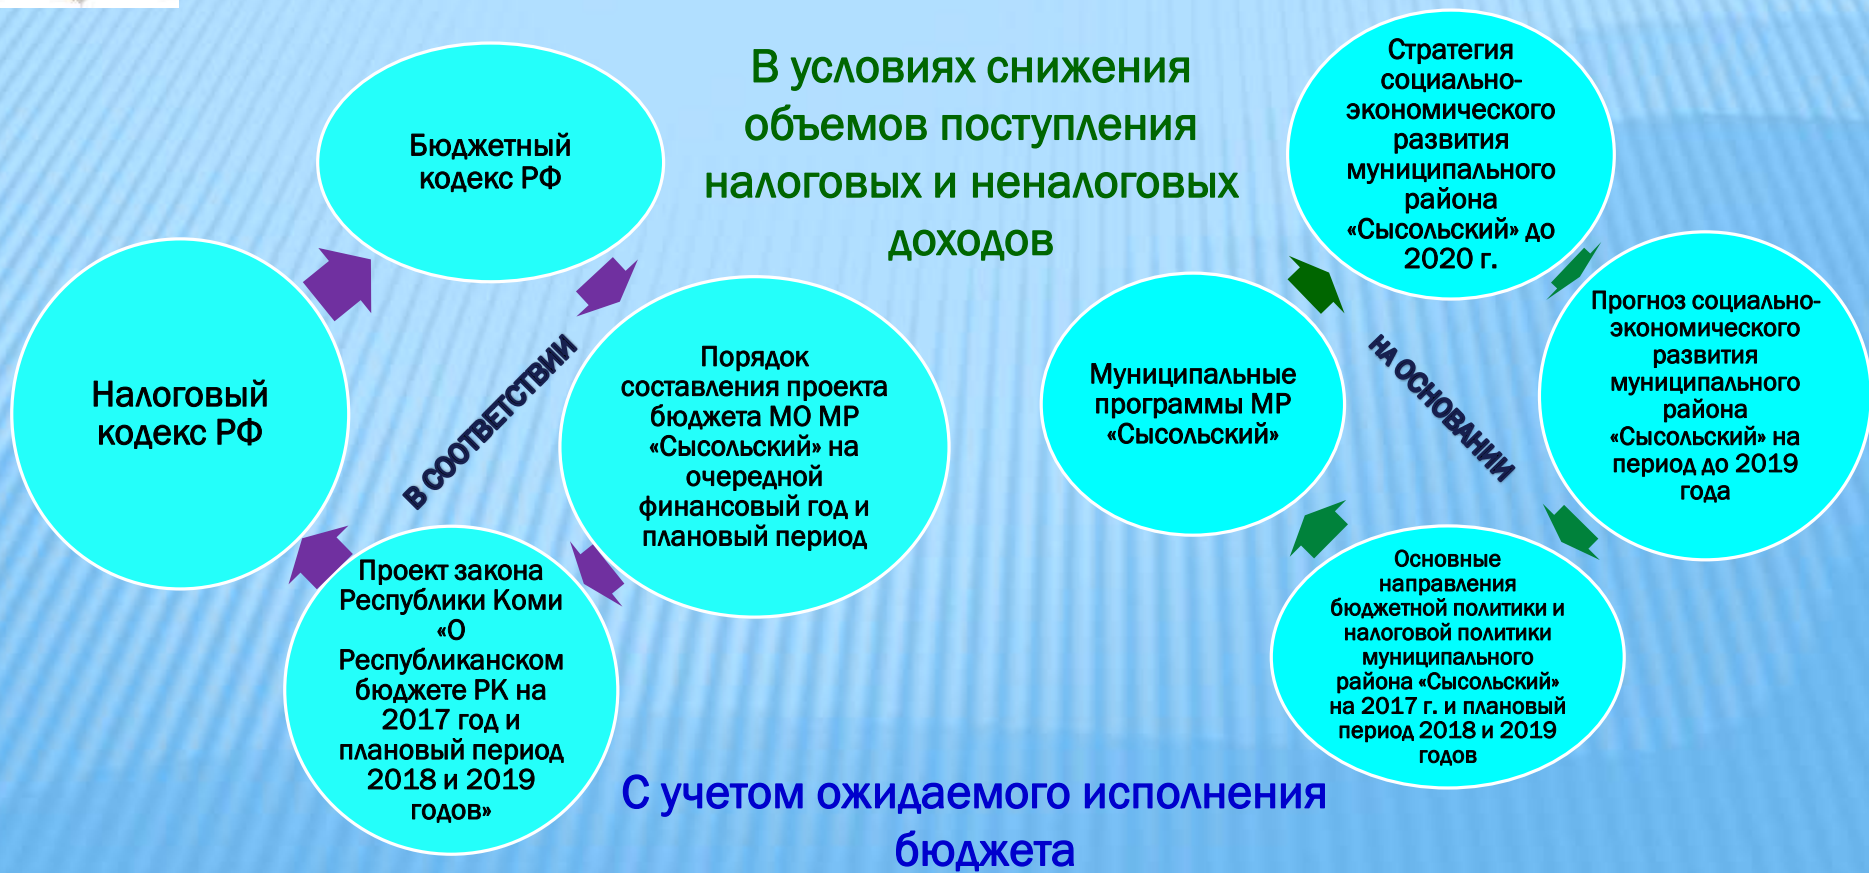 В условиях снижения
объемов поступления
налоговых и неналоговых
доходов
Бюджетный
кодекс РФ
Налоговый
кодекс РФ
В СООТВЕТСТВИИ
Порядок
составления проекта
бюджета МО МР
«Сысольский» на
очередной
финансовый год и
плановый период
Проект закона
Республики Коми
«О
Республиканском
бюджете РК на
2017 год и
плановый период
2018 и 2019
годов»
Стратегия
социально-
экономического
развития
муниципального
района
«Сысольский» до
2020 г.
Муниципальные
программы МР
«Сысольский»
НА ОСНОВАНИИ
Прогноз социально-
экономического
развития
муниципального
района
«Сысольский» на
период до 2019
года
Основные
направления
бюджетной политики и
налоговой политики
муниципального
района «Сысольский»
на 2017 г. и плановый
период 2018 и 2019
годов
С учетом ожидаемого исполнения
бюджета